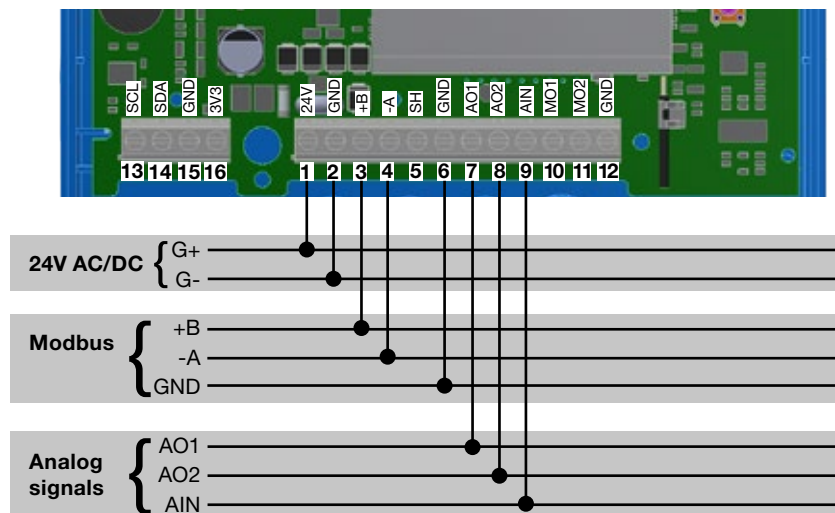 SCL SDA GND 3V3 24V GND +B -A SH GND AO1 AO2 AIN MO1 MO2 GND
13 14 15 16 1 2 3 4 5 6 7 8 9 10 11 12
24V AC/DC { G+
G-
Modbus { +B
-A
GND
Analog signals { AO1
AO2
AIN